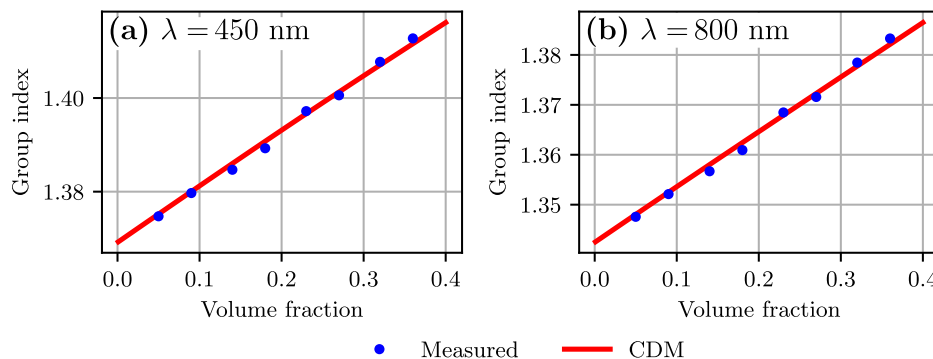 (a) λ = 450 nm
Group index
1.40
1.38
0.0 0.1 0.2 0.3 0.4
Volume fraction
(b) λ = 800 nm
Group index
1.38
1.37
1.36
1.35
0.0 0.1 0.2 0.3 0.4
Volume fraction
Measured CDM